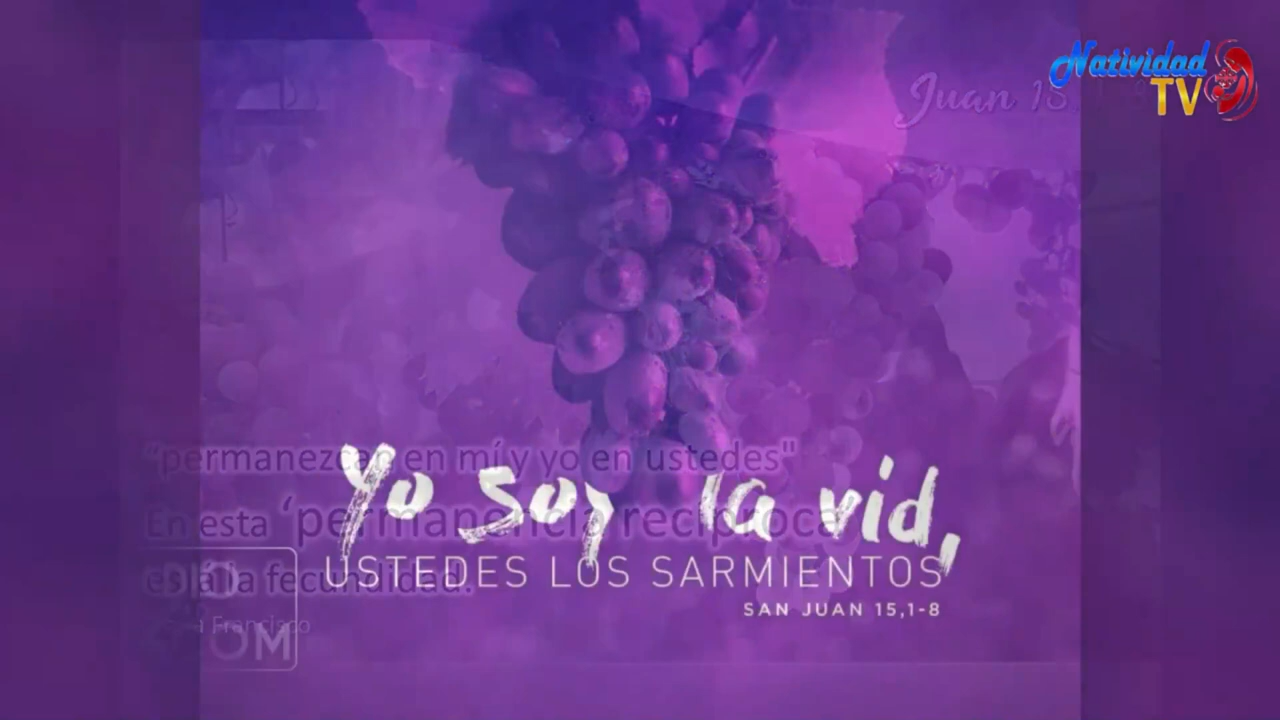 Natividad
TV
Juan 15
"permanezcan en mí y yo en ustedes"
En esta 'permanencia recíproca
está la fecundidad.
Francisco
OM
Yo soy la vid,
USTEDES LOS SARMIENTOS
SAN JUAN 15,1-8